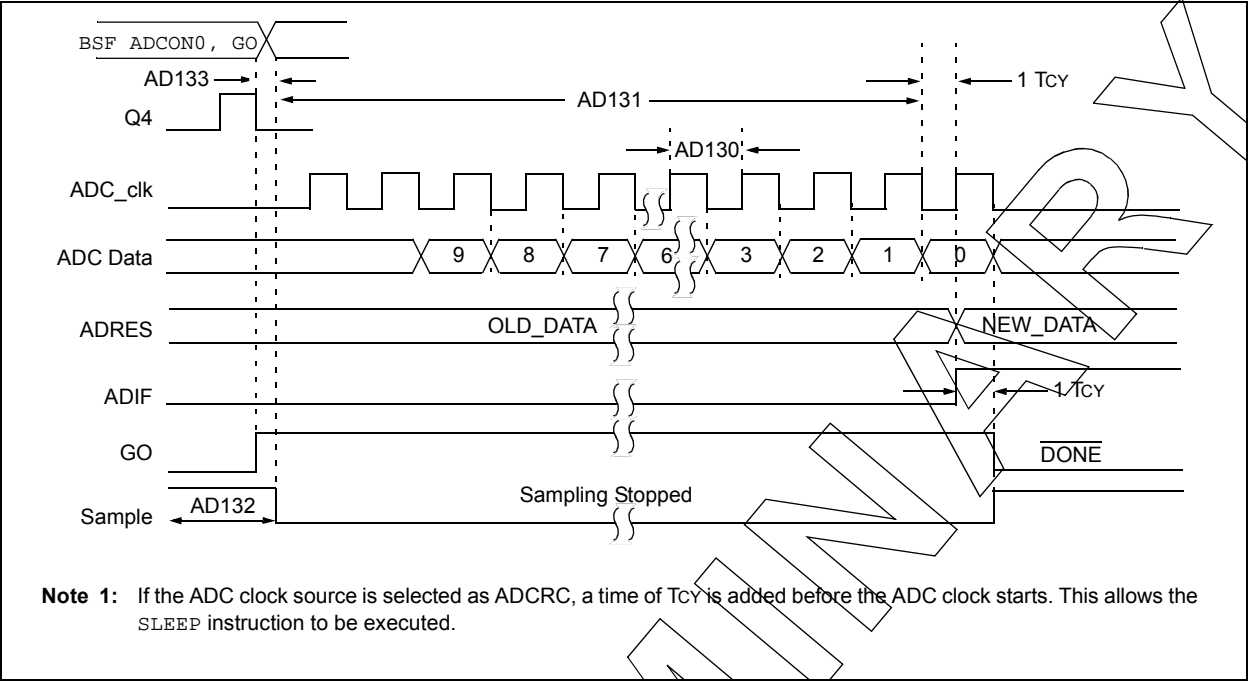 BSF ADCON0, GO
AD133
1 TCY
AD131
Q4
AD130
ADC_clk
ADC Data
9
8
7
6
3
2
1
0
ADRES
OLD_DATA
NEW_DATA
ADIF
1 TCY
GO
DONE
AD132
Sampling Stopped
Sample
Note 1: If the ADC clock source is selected as ADCRC, a time of TCY is added before the ADC clock starts. This allows the
SLEEP instruction to be executed.